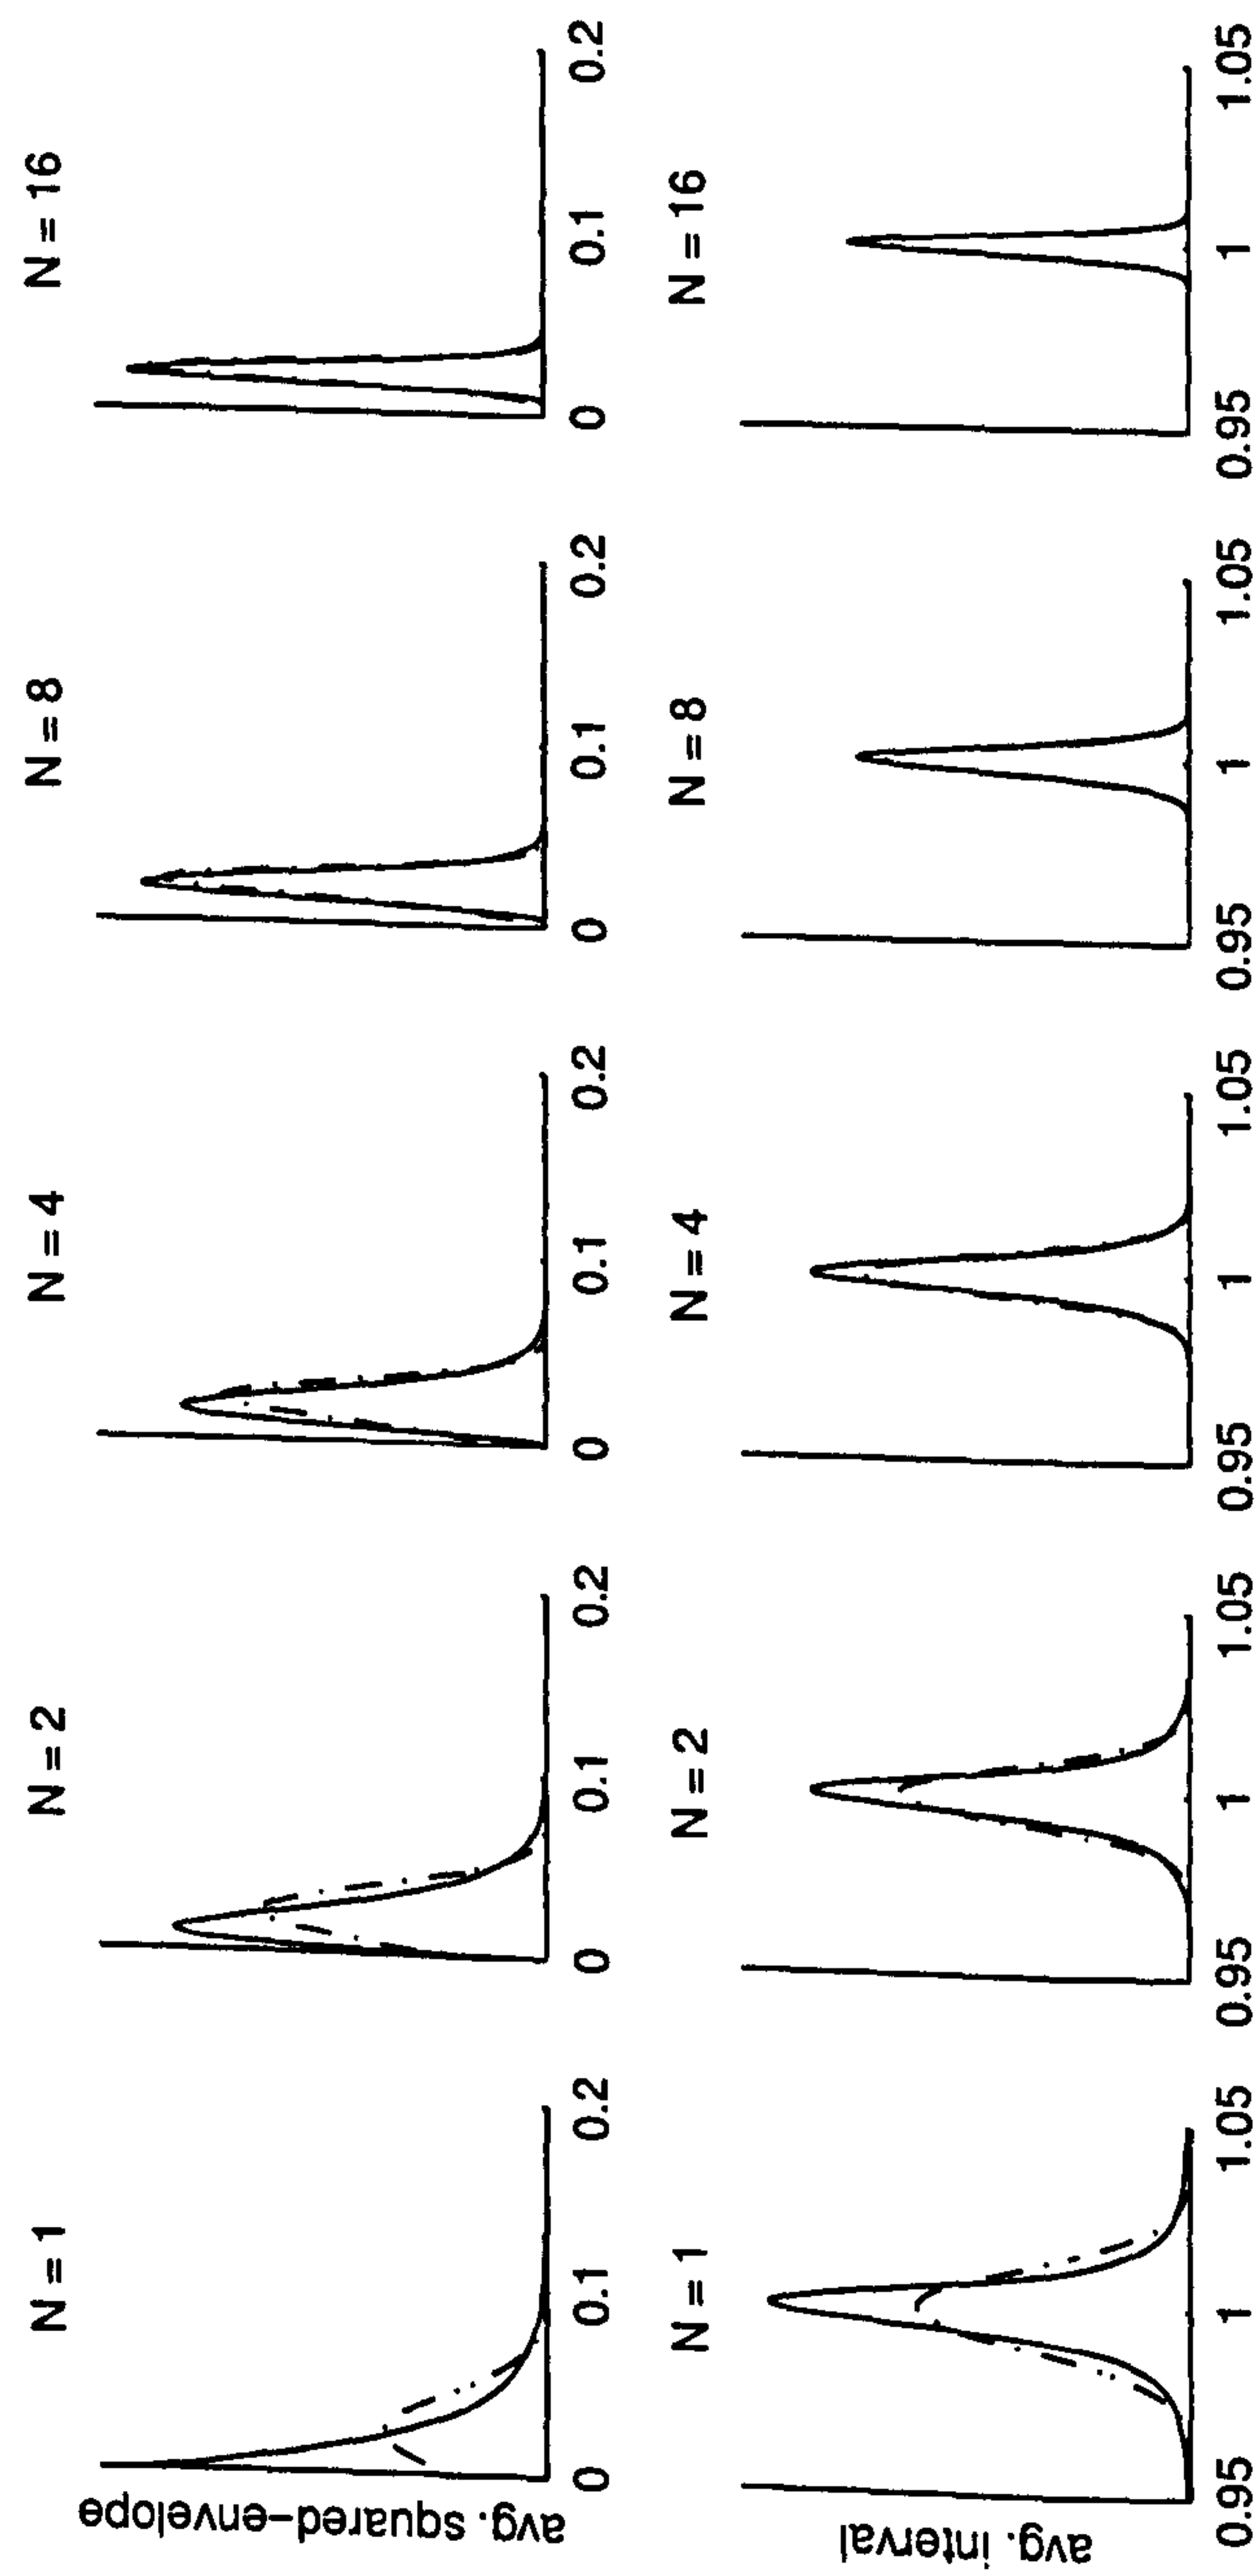 N = 1
N = 2
N = 4
N = 8
N = 16
avg. squared-envelope
0 0.1 0.2
0 0.1 0.2
0 0.1 0.2
0 0.1 0.2
0 0.1 0.2
N = 1
N = 2
N = 4
N = 8
N = 16
avg. interval
0.95 1 1.05
0.95 1 1.05
0.95 1 1.05
0.95 1 1.05
0.95 1 1.05